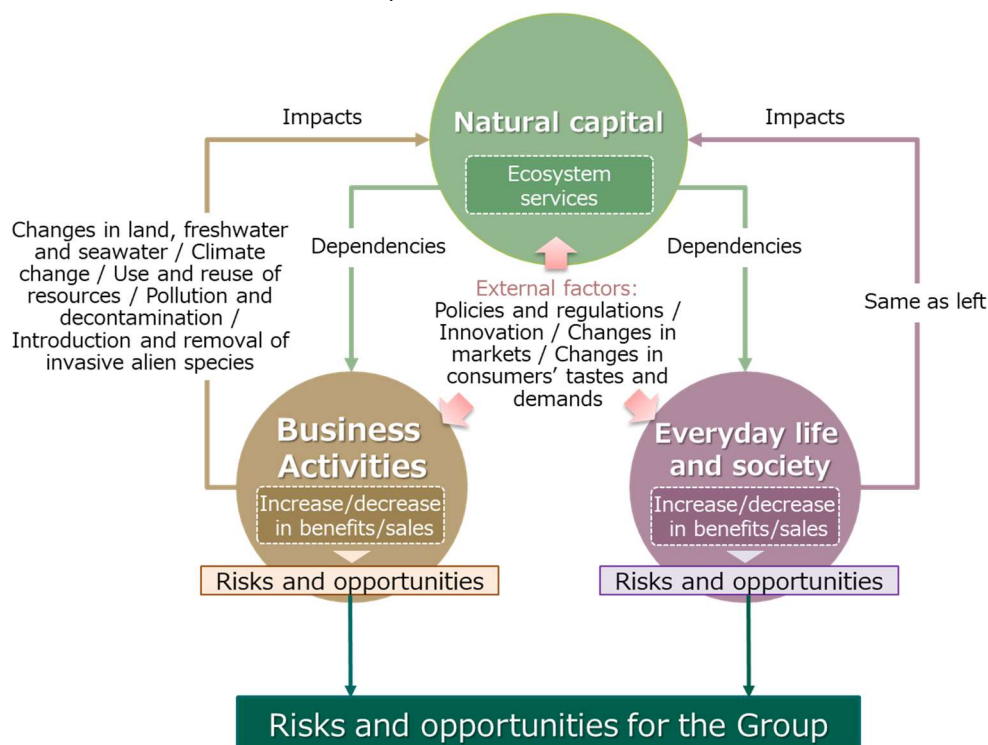 Natural capital
Ecosystem
services
Impacts
Impacts
Changes in land, freshwater
and seawater / Climate
change / Use and reuse of
resources / Pollution and
decontamination /
Introduction and removal of
invasive alien species
Dependencies
Dependencies
External factors:
Policies and regulations /
Innovation / Changes in
markets / Changes in
consumers’ tastes and
demands
Same as left
Business
Activities
Increase/decrease
in benefits/sales
Risks and opportunities
Everyday life
and society
Increase/decrease
in benefits/sales
Risks and opportunities
Risks and opportunities for the Group